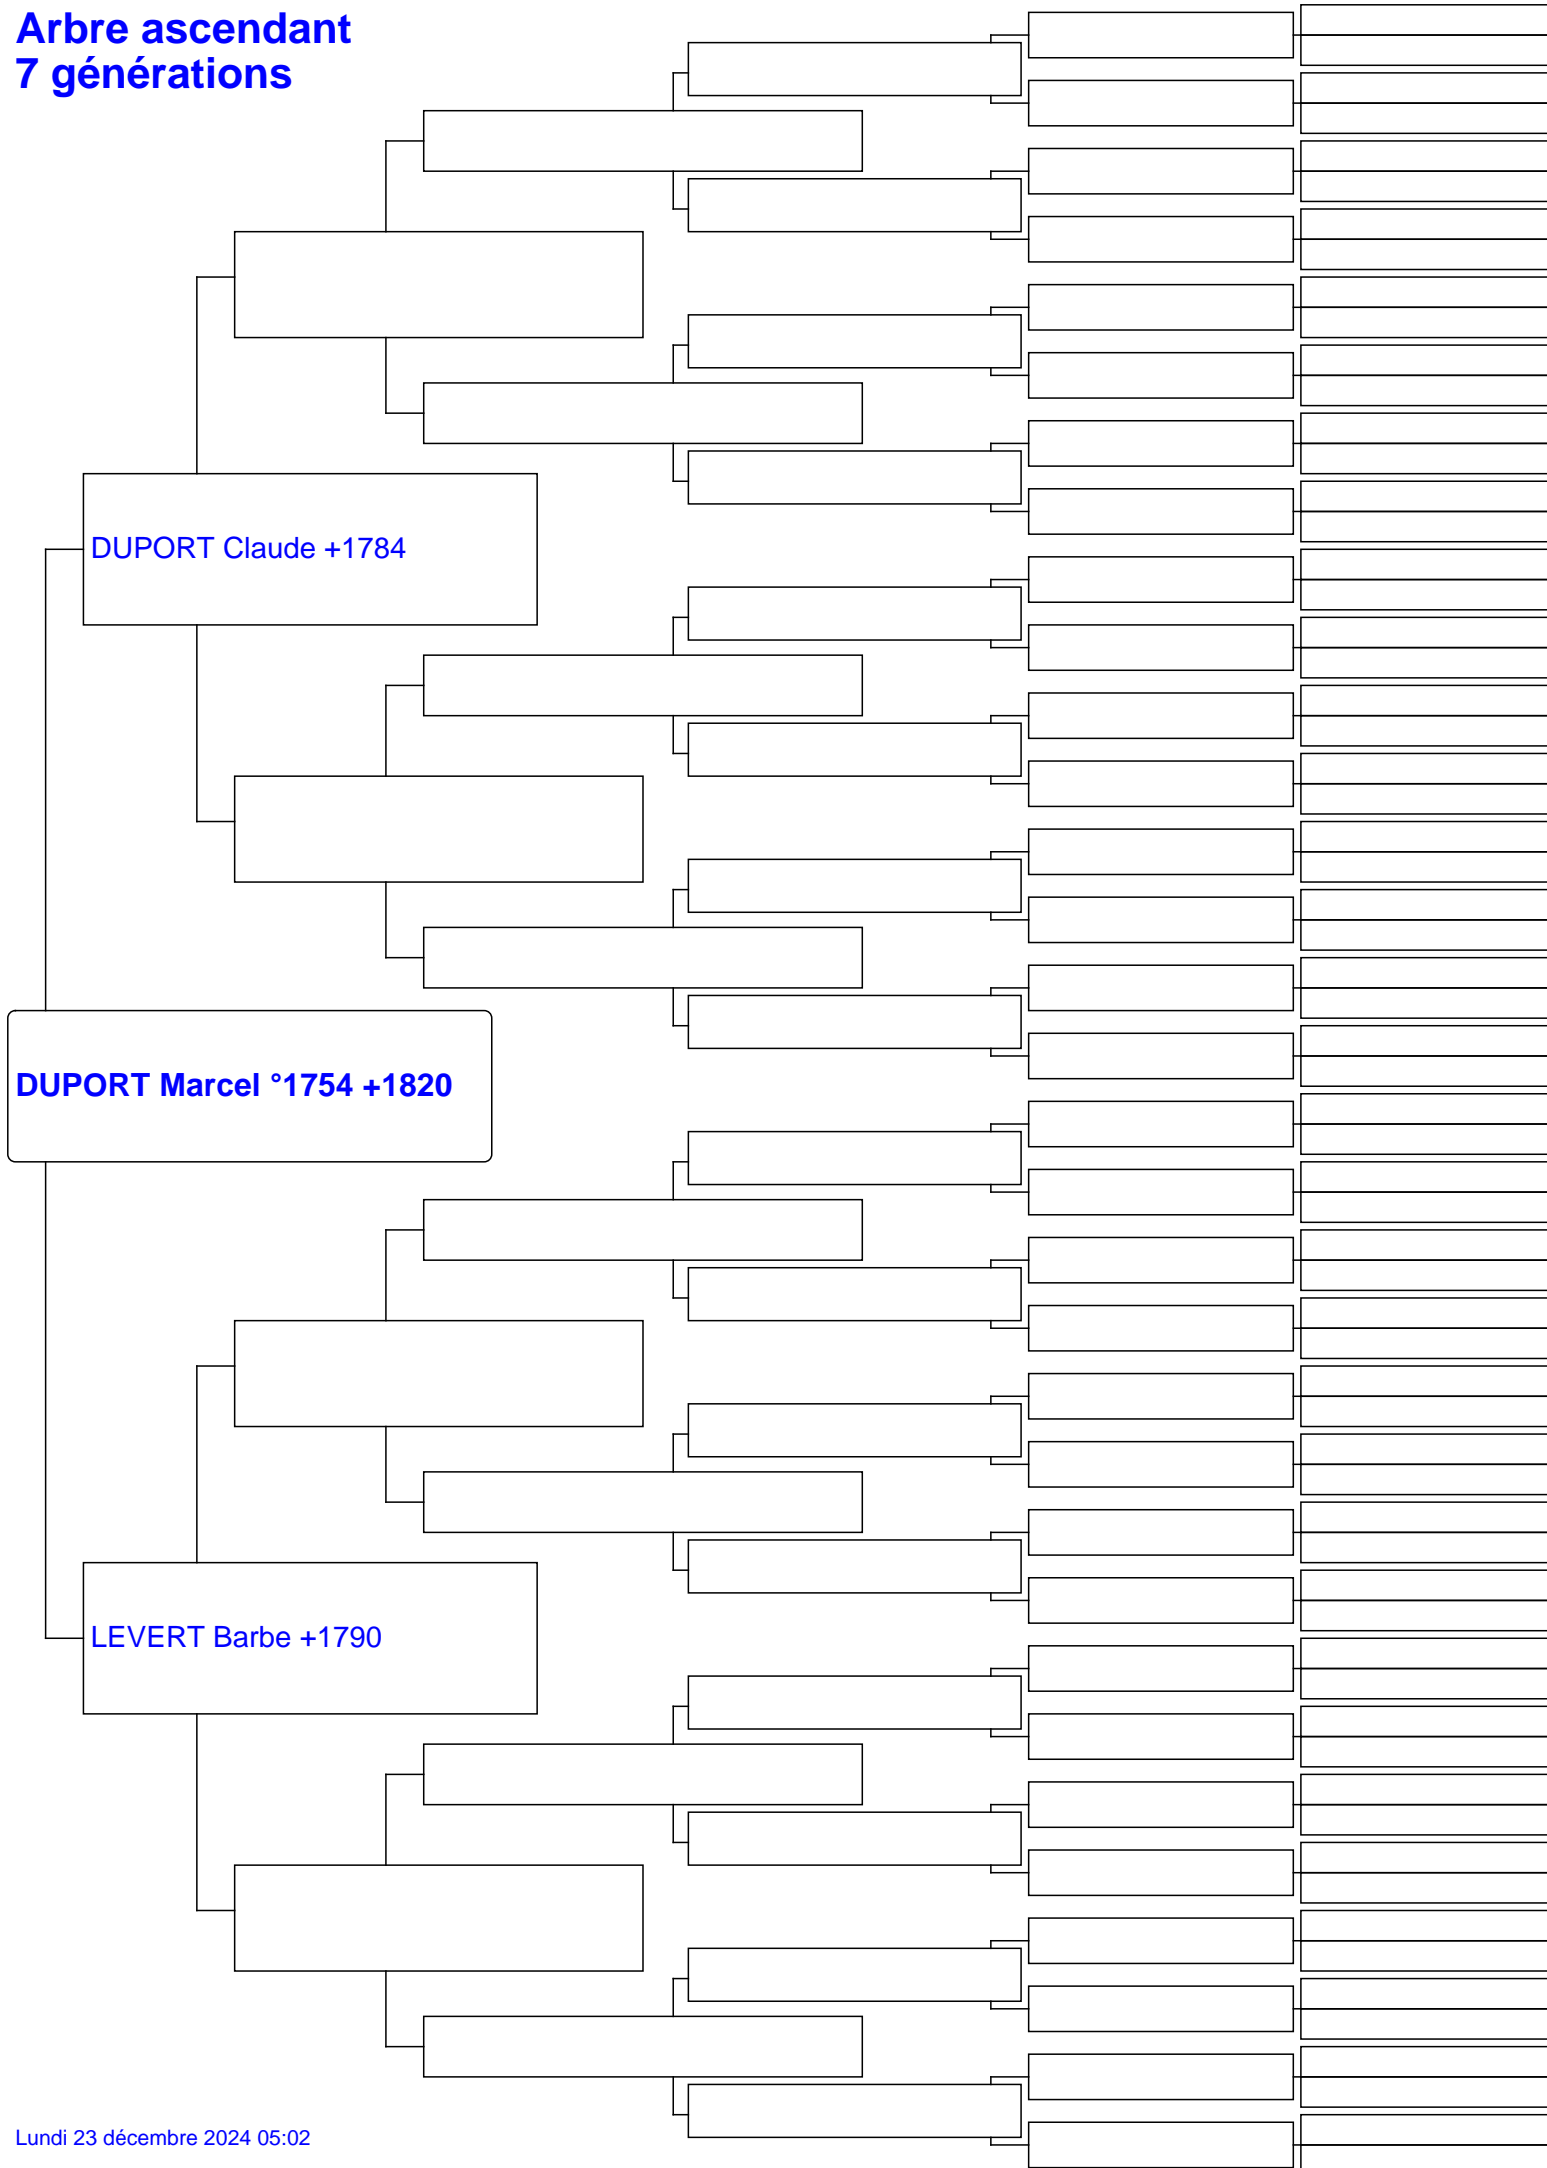 Arbre ascendant
7 générations
DUPORT Claude +1784
DUPORT Marcel °1754 +1820
LEVERT Barbe +1790
Lundi 23 décembre 2024 05:02